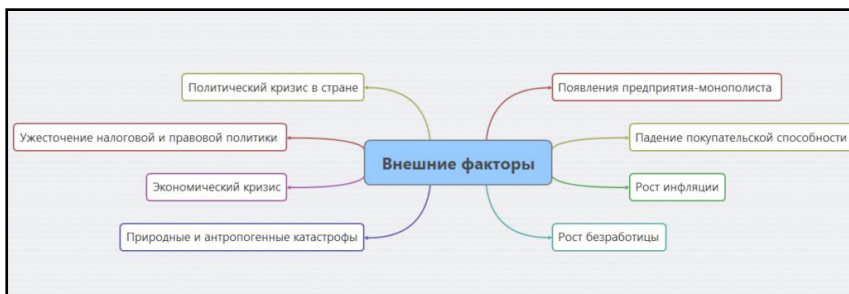 Политический кризис в стране
Появления предприятия-монополиста
Ужесточение налоговой и правовой политики
Падение покупательской способности
Внешние факторы
Экономический кризис
Рост инфляции
Природные и антропогенные катастрофы
Рост безработицы